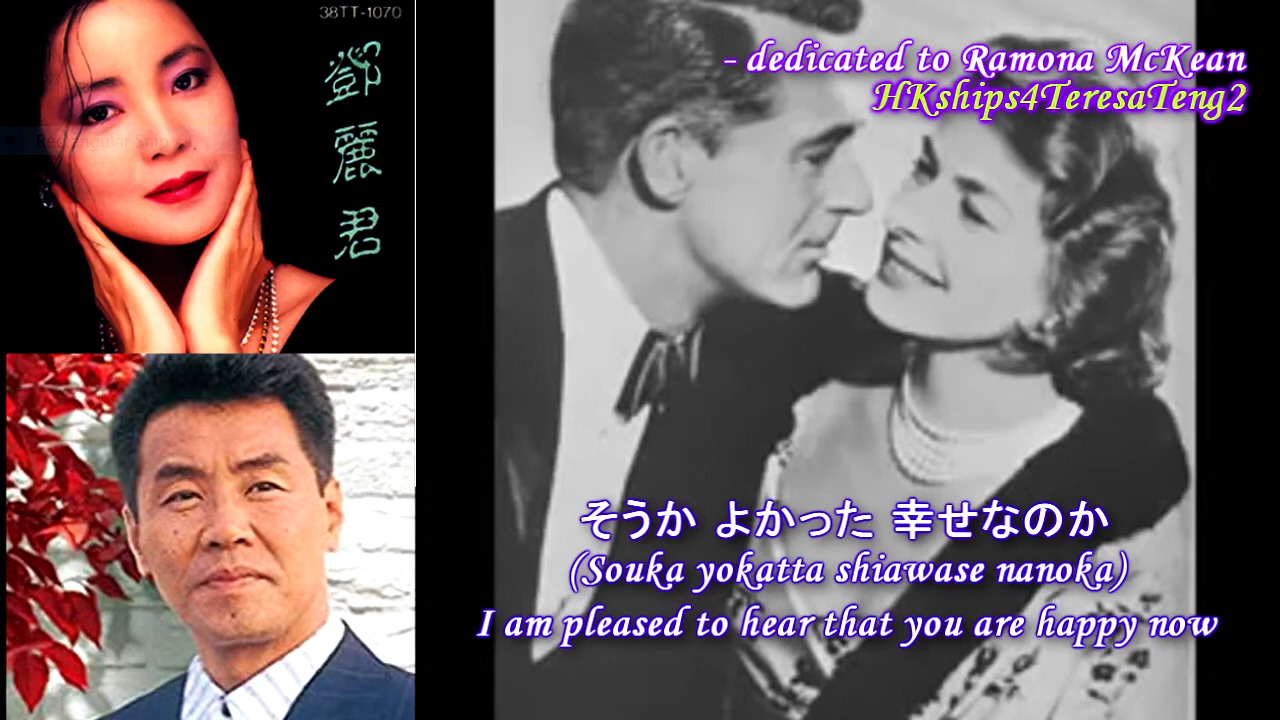 38TT-1070
鄧
麗
君
- dedicated to Ramona McKean
HKships4TeresaTeng2
そうか よかった 幸せなのか
(Souka yokatta shiawase nanoka)
I am pleased to hear that you are happy now